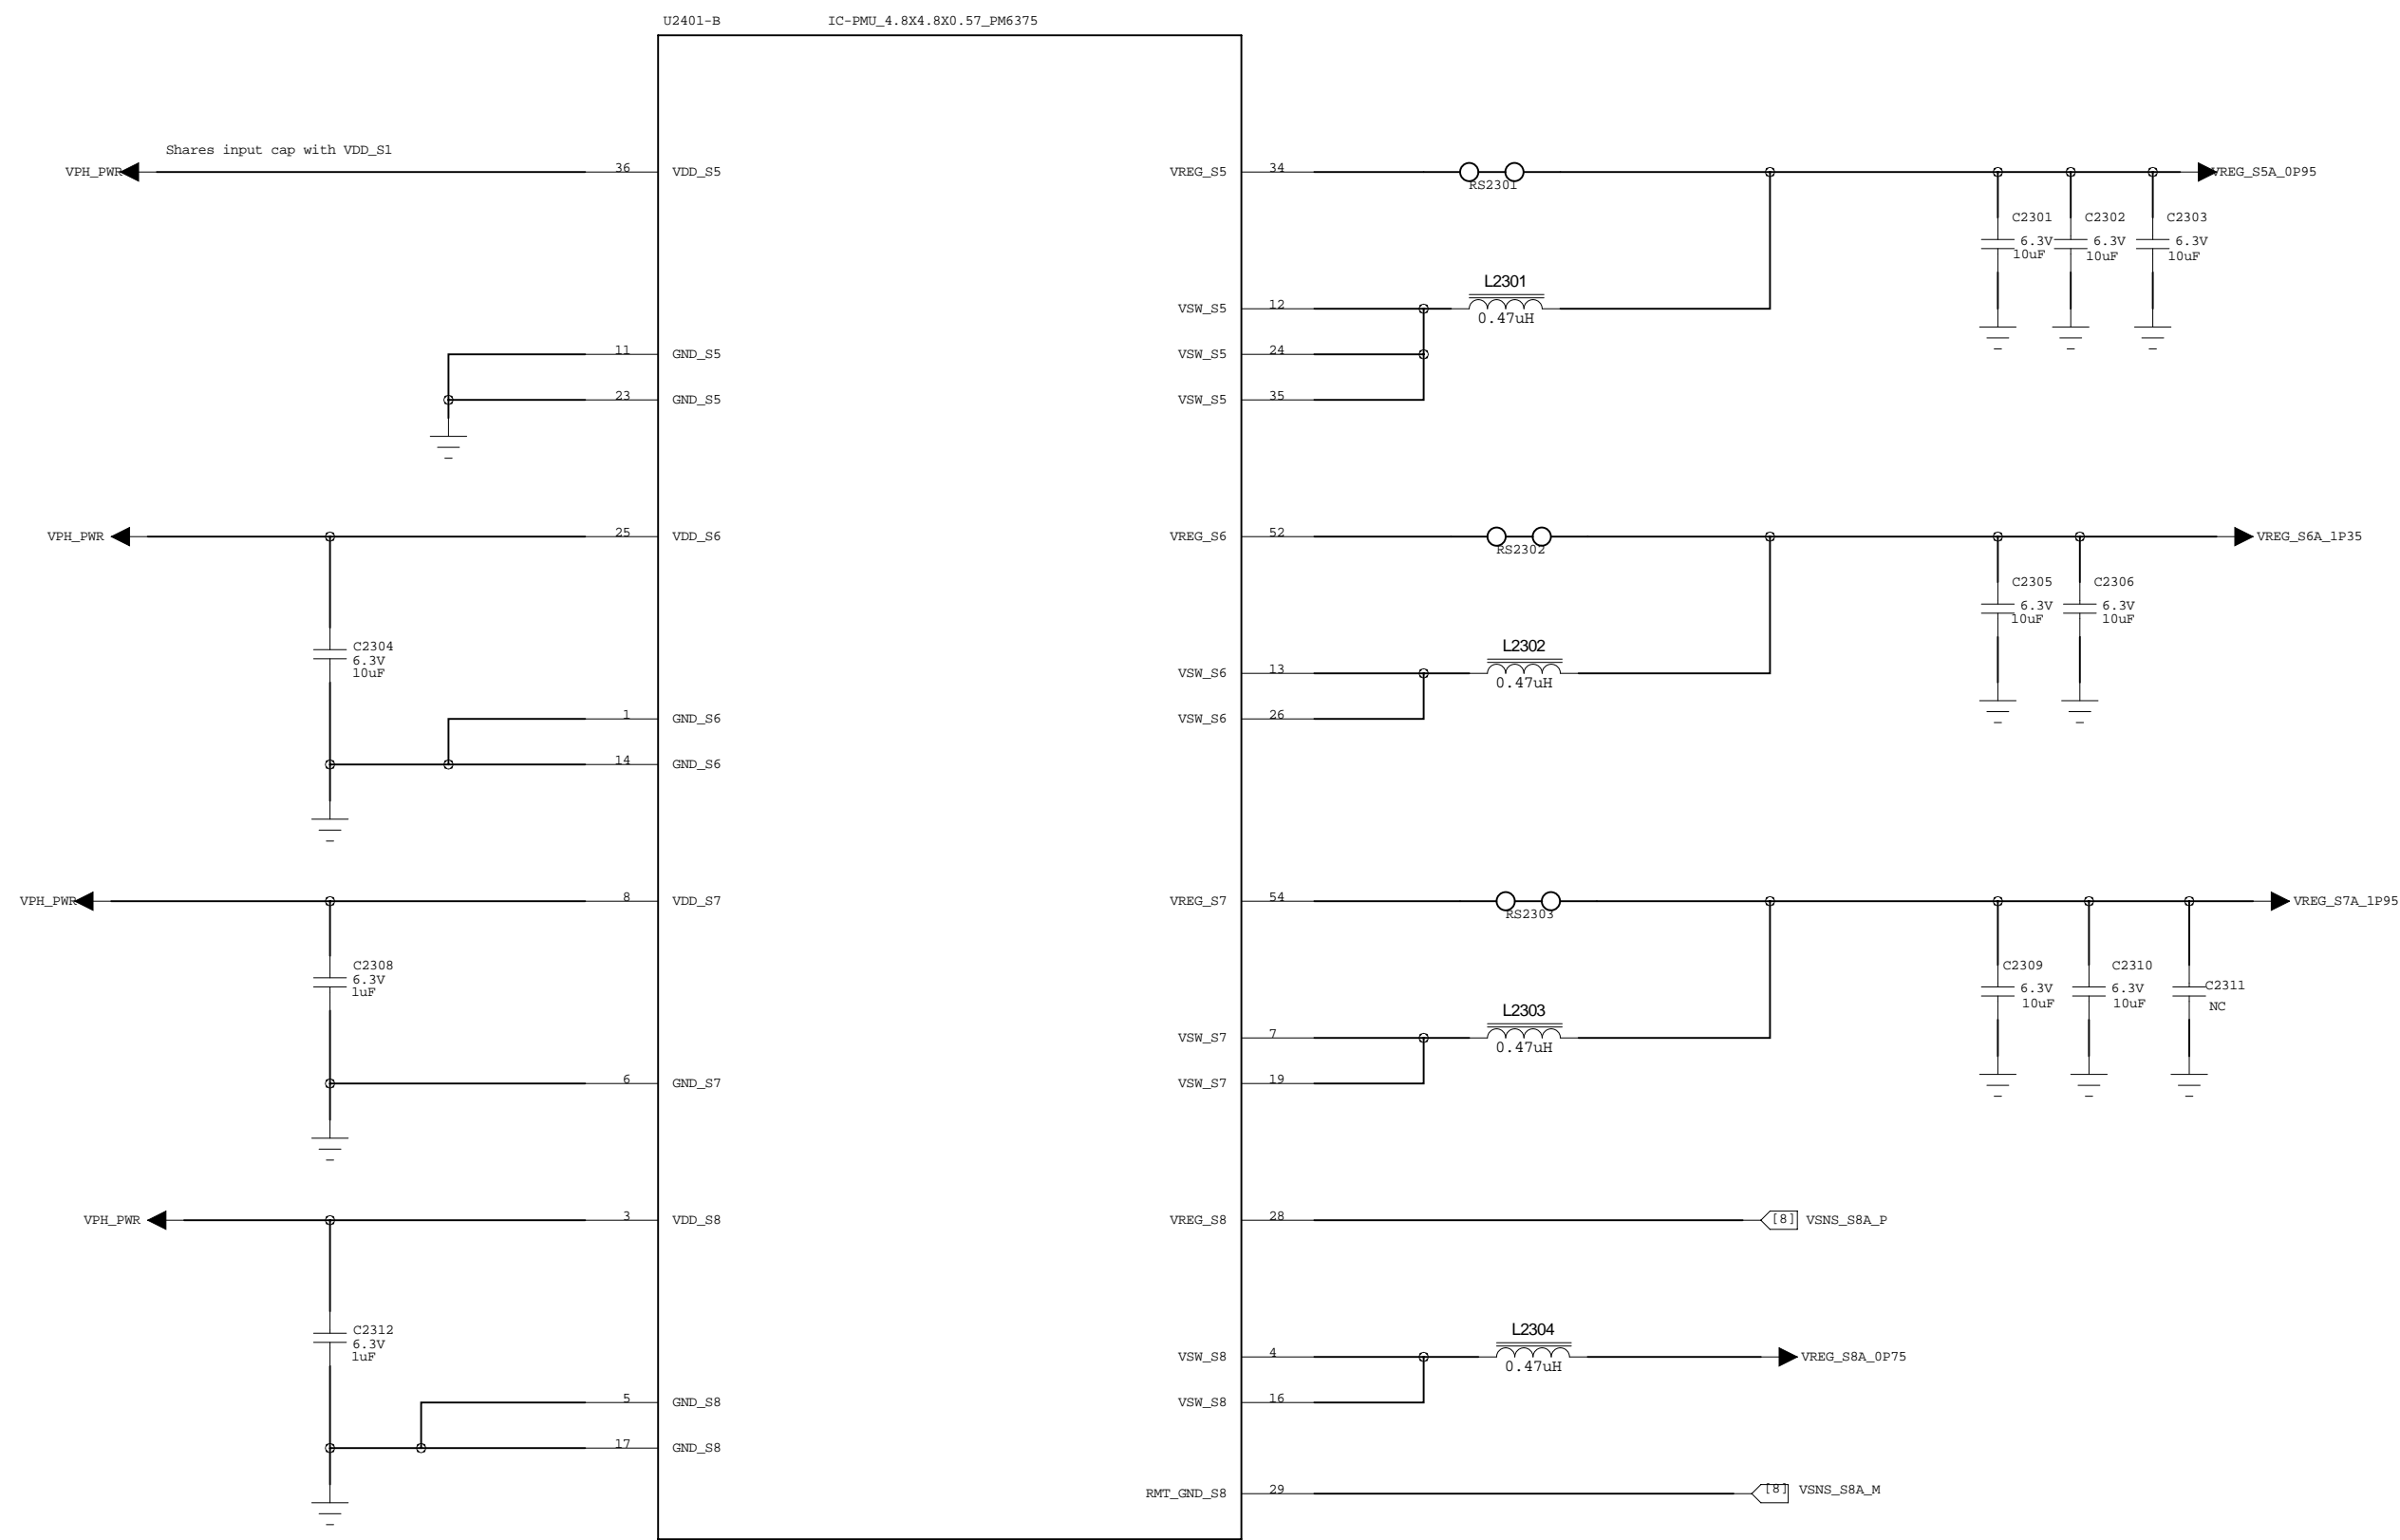 U2401-B IC-PMU_4.8X4.8X0.57_PM6375
Shares input cap with VDD_S1
VPH_PWR 36 VDD_S5 VREG_S5 34 RS2301 VREG_S5A_0P95
C2301 C2302 C2303
6.3V 6.3V 6.3V
10uF 10uF 10uF
L2301
VSW_S5 12 0.47uH
11 GND_S5 VSW_S5 24
23 GND_S5 VSW_S5 35
VPH_PWR 25 VDD_S6 VREG_S6 52 RS2302 VREG_S6A_1P35
C2305 C2306
6.3V 6.3V
10uF 10uF
C2304 L2302
6.3V
10uF VSW_S6 13 0.47uH
1 GND_S6 VSW_S6 26
14 GND_S6
VPH_PWR 8 VDD_S7 VREG_S7 54 RS2303 VREG_S7A_1P95
C2308 C2309 C2310 C2311
6.3V 6.3V 6.3V
1uF 10uF 10uF NC
L2303
VSW_S7 7 0.47uH
6 GND_S7 VSW_S7 19
VPH_PWR 3 VDD_S8 VREG_S8 28 [8] VSNS_S8A_P
C2312 L2304
6.3V
1uF VSW_S8 4 0.47uH VREG_S8A_0P75
5 GND_S8 VSW_S8 16
17 GND_S8
RMT_GND_S8 29 [8] VSNS_S8A_M